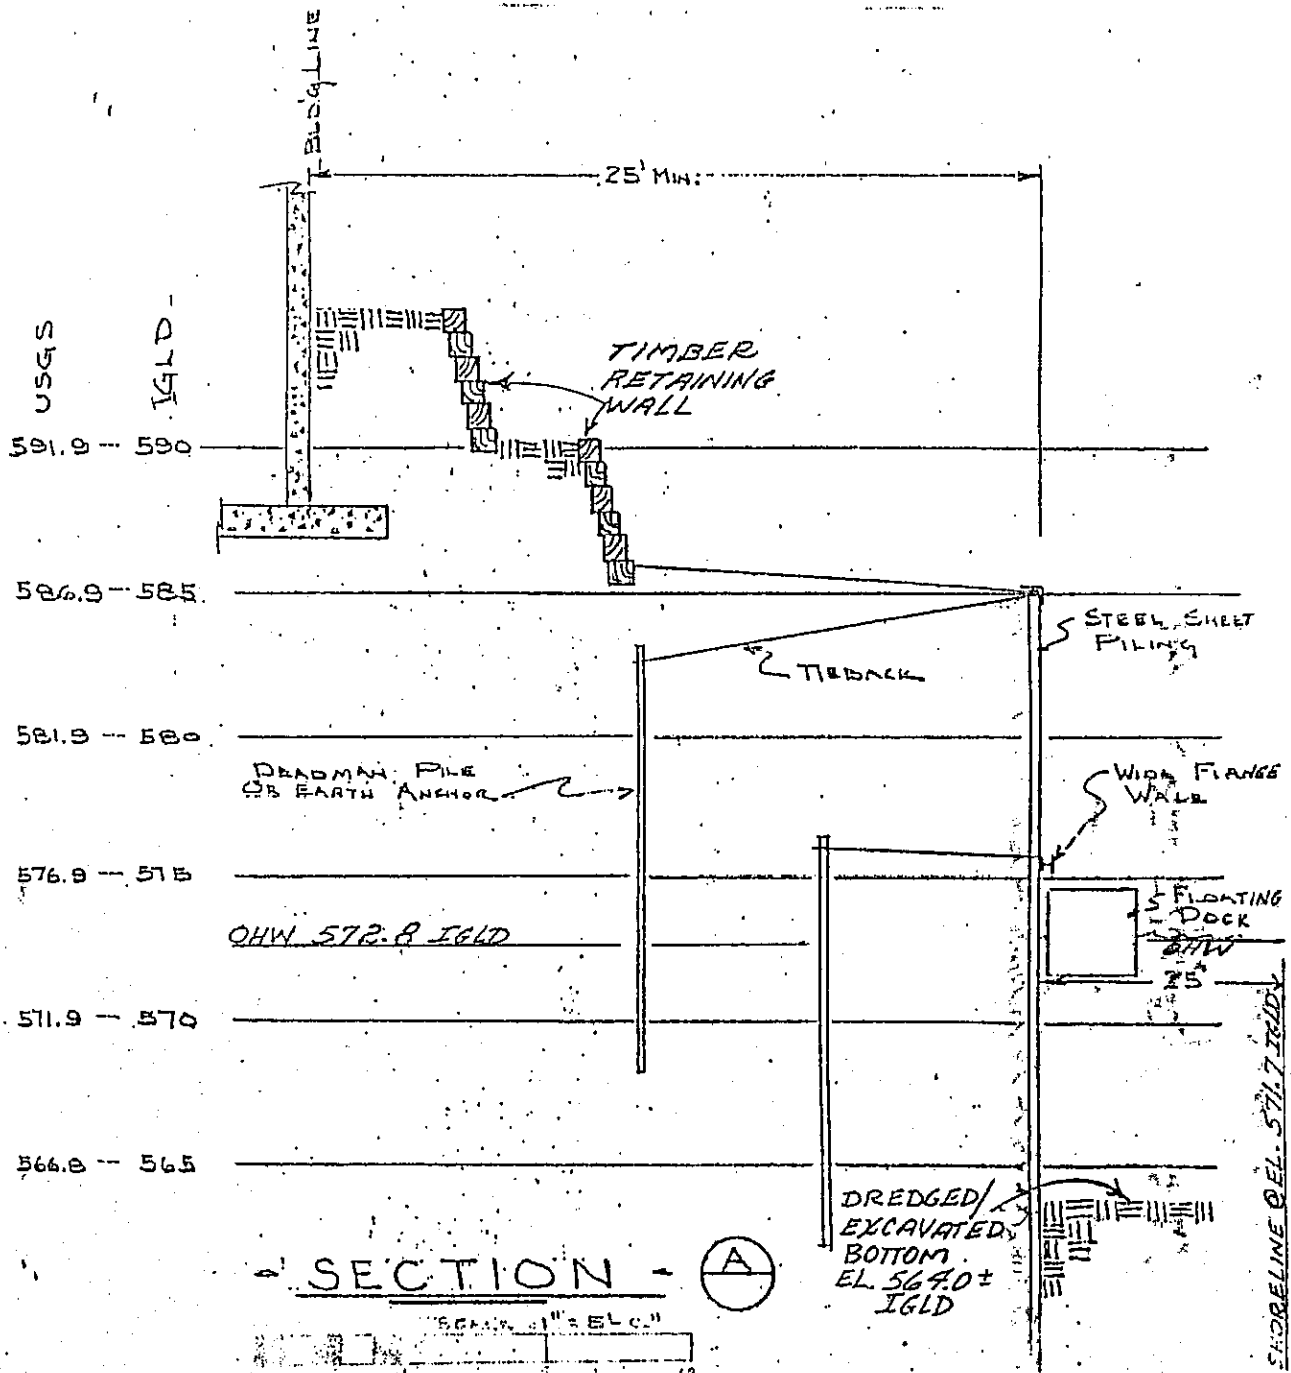 BLD'G LINE
25' MIN.
USGS
IGLD
TIMBER
RETAINING
WALL
591.9 -- 590
586.9 -- 585
STEEL SHEET
PILING
TIEBACK
581.9 -- 580
DEADMAN PILE
OR EARTH ANCHOR
WIDE FLANGE
WALE
576.9 -- 575
FLOATING
DOCK
OHW 572.8 IGLD
OHW
571.9 -- 570
SHORELINE @ EL. 571.7 IGLD
566.8 -- 565
DREDGED/
EXCAVATED
BOTTOM
EL 564.0±
IGLD
SECTION - A